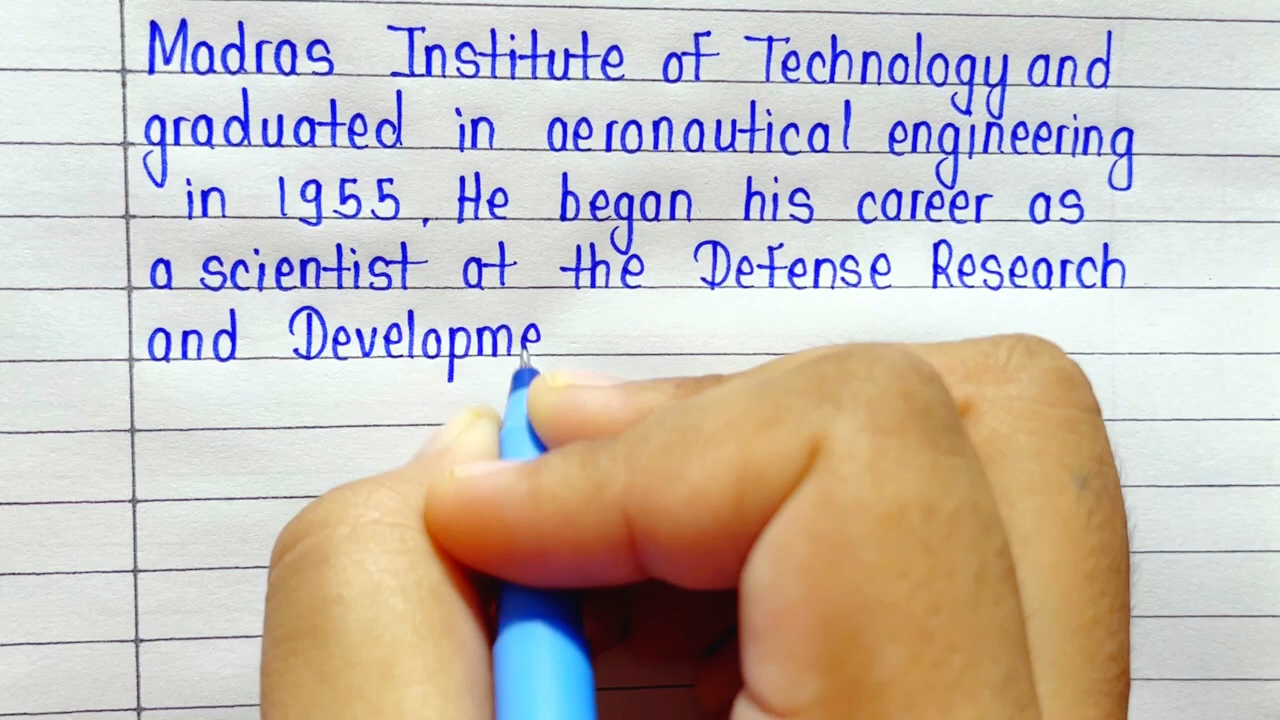 Madras Institute of Technology and
graduated in aeronautical engineering
in 1955. He began his career as
a scientist at the Defense Research
and Developme